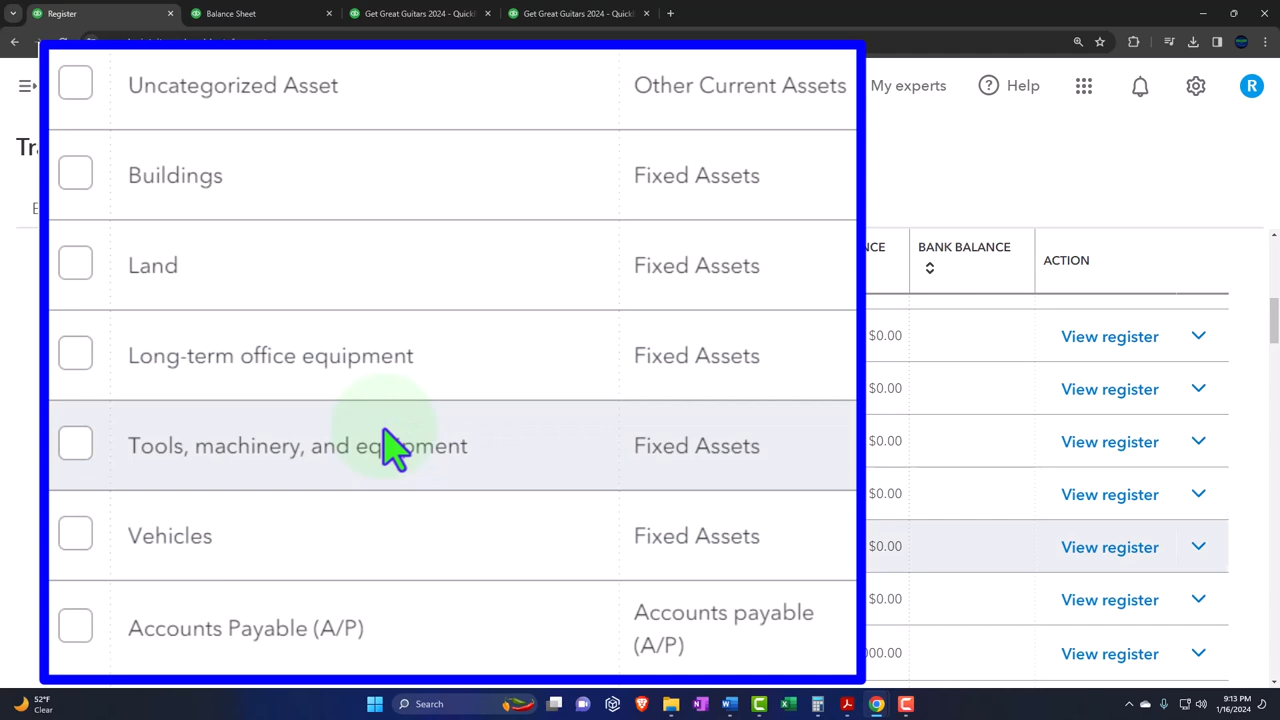 Register
Balance Sheet
Get Great Guitars 2024 - Quick
Get Great Guitars 2024 - Quick
My experts
Help
R
Tr
Uncategorized Asset Other Current Assets
NCE BANK BALANCE ACTION
Buildings Fixed Assets
Land Fixed Assets
Long-term office equipment Fixed Assets
Tools, machinery, and equipment Fixed Assets
Vehicles Fixed Assets
Accounts Payable (A/P) Accounts payable
(A/P)
$0.00 View register
$0.00 View register
$0.00 View register
$0.00 View register
$0.00 View register
$0.00 View register
000.00 View register
52°F
Clear
Search
9:13 PM
1/16/2024